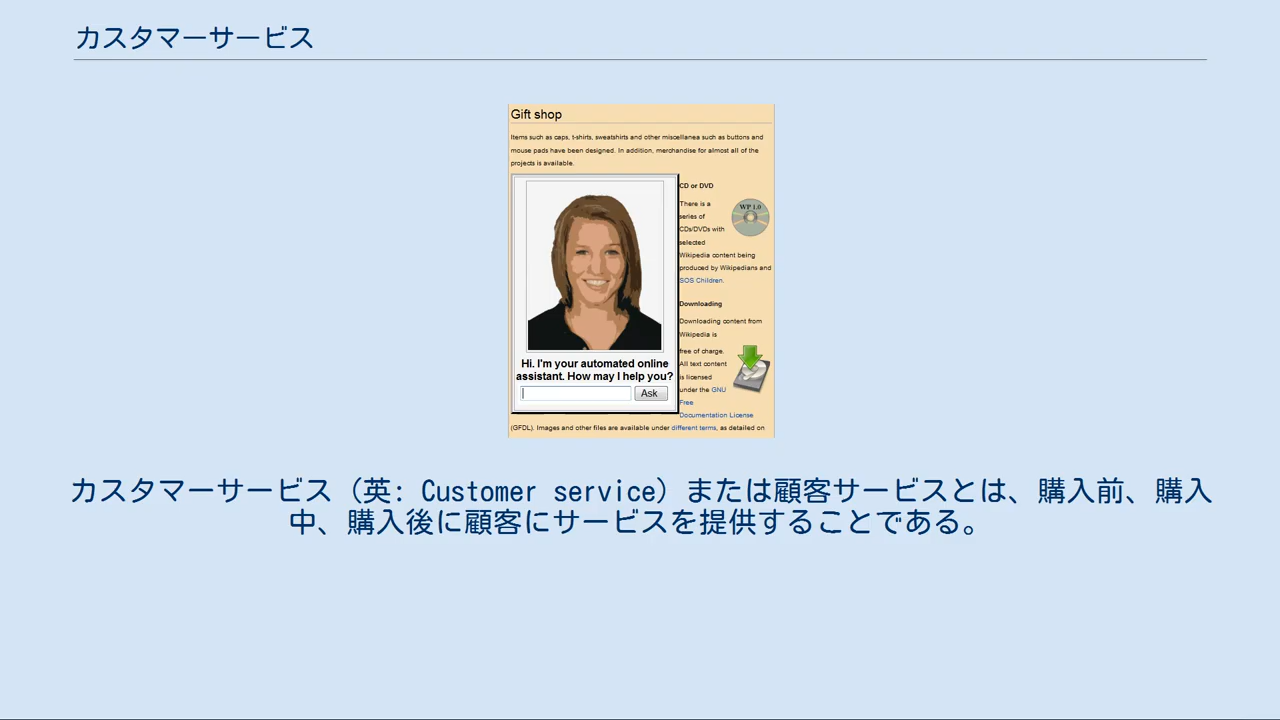 カスタマーサービス
Gift shop
Items such as caps, t-shirts, sweatshirts and other miscellanea such as buttons and
mouse pads have been designed. In addition, merchandise for almost all of the
projects is available.
CD or DVD
There is a
series of
CDs/DVDs with
selected
Wikipedia content being
produced by Wikipedians and
SOS Children.
WP 1.0
Downloading
Downloading content from
Wikipedia is
free of charge.
All text content
is licensed
under the GNU
Free
Documentation License
(GFDL). Images and other files are available under different terms, as detailed on
Hi. I'm your automated online
assistant. How may I help you?
Ask
カスタマーサービス（英: Customer service）または顧客サービスとは、購入前、購入
中、購入後に顧客にサービスを提供することである。